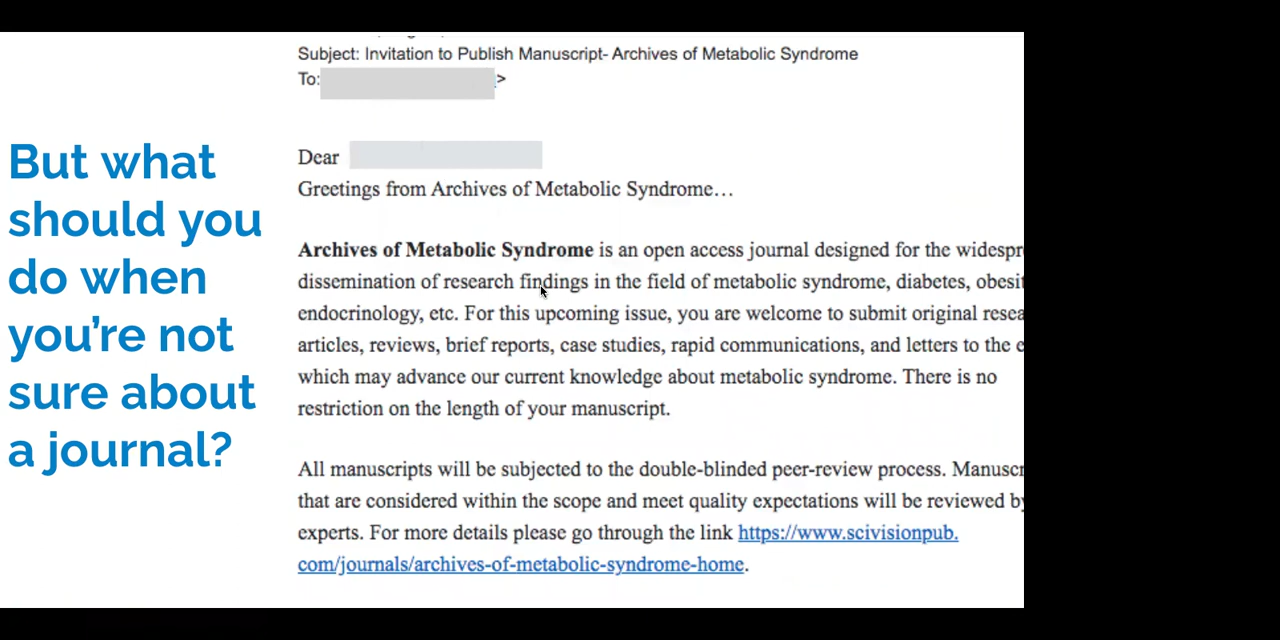 But what
should you
do when
you're not
sure about
a journal?
Subject: Invitation to Publish Manuscript- Archives of Metabolic Syndrome
To: >
Dear
Greetings from Archives of Metabolic Syndrome…
Archives of Metabolic Syndrome is an open access journal designed for the widespr
dissemination of research findings in the field of metabolic syndrome, diabetes, obesit
endocrinology, etc. For this upcoming issue, you are welcome to submit original resea
articles, reviews, brief reports, case studies, rapid communications, and letters to the e
which may advance our current knowledge about metabolic syndrome. There is no
restriction on the length of your manuscript.
All manuscripts will be subjected to the double-blinded peer-review process. Manuscr
that are considered within the scope and meet quality expectations will be reviewed by
experts. For more details please go through the link https://www.scivisionpub.
com/journals/archives-of-metabolic-syndrome-home.